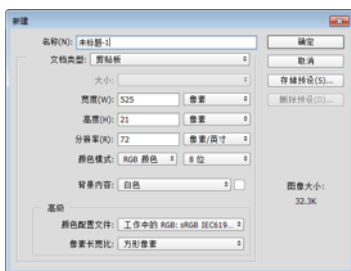 新建
名称(N): 未标题-1
确定
文档类型: 剪贴板
取消
大小:
存储预设(S)...
宽度(W): 525 像素
删除预设(D)...
高度(H): 21 像素
分辨率(R): 72 像素/英寸
颜色模式: RGB 颜色 8 位
背景内容: 白色
图像大小:
32.3K
高级
颜色配置文件: 工作中的 RGB: sRGB IEC619...
像素长宽比: 方形像素